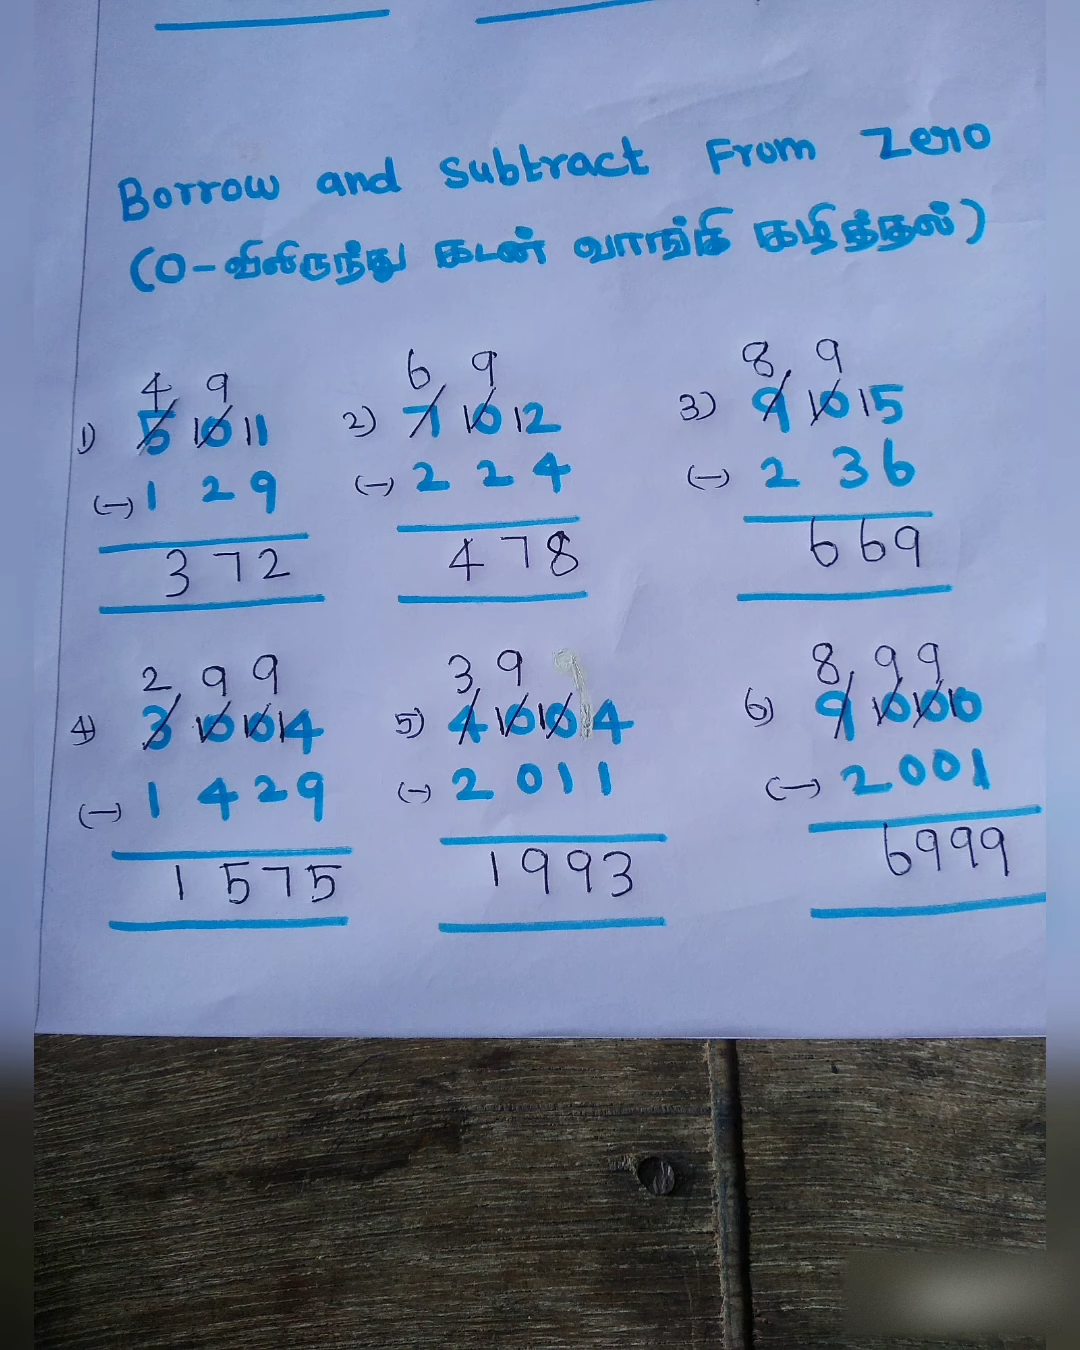 Borrow and subtract From Zero
(0-விலிருந்து கடன் வாங்கி கழித்தல்)
4 9
1) 5 10 11
(-) 1 2 9
3 7 2
6 9
2) 7 10 12
(-) 2 2 4
4 7 8
8 9
3) 9 10 15
(-) 2 3 6
6 6 9
2 9 9
4) 3 10 10 14
(-) 1 4 2 9
1 5 7 5
3 9 9
5) 4 10 10 4
(-) 2 0 1 1
1 9 9 3
8 9 9
6) 9 10 10 10
(-) 2 0 0 1
6 9 9 9